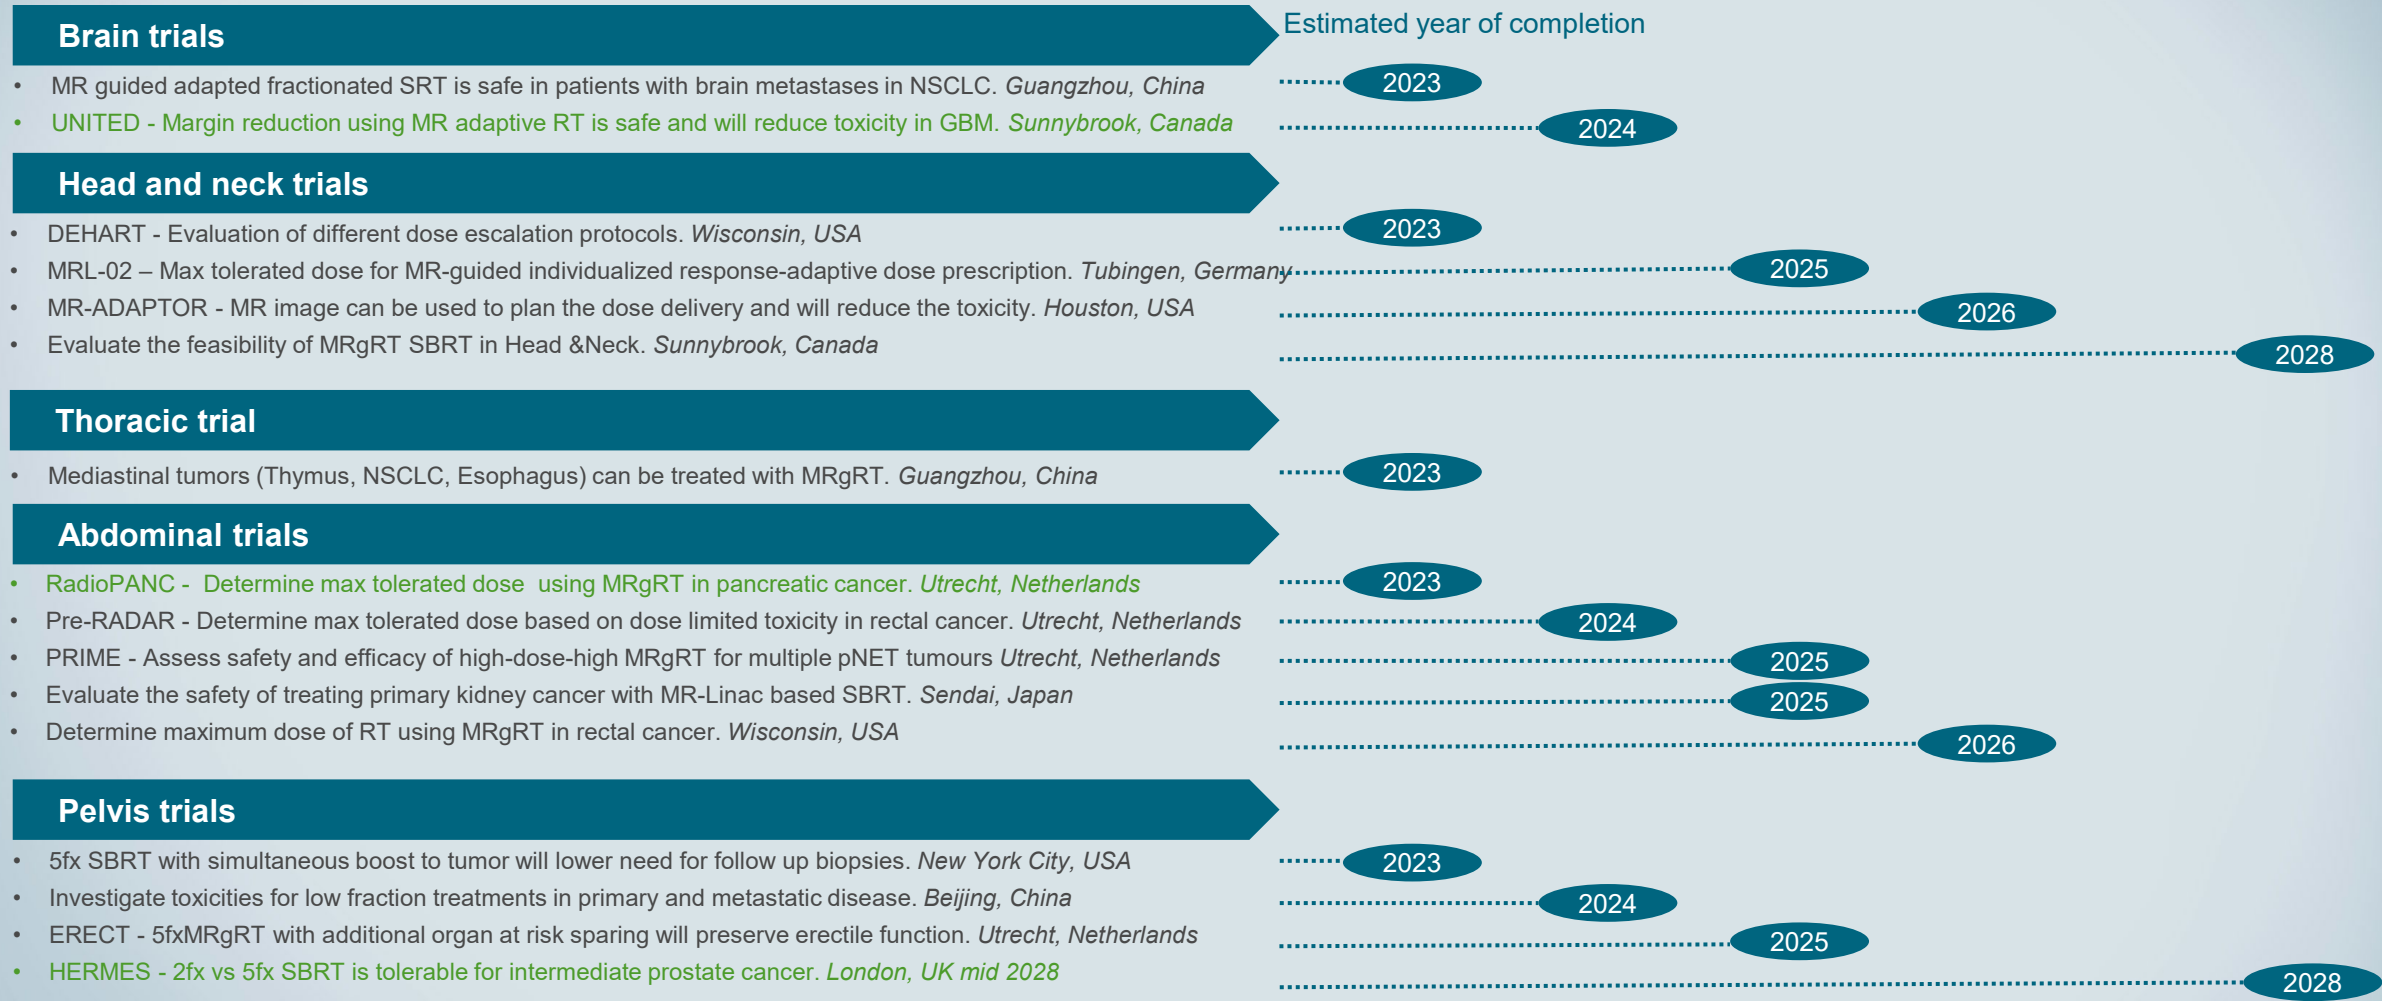 Brain trials
Estimated year of completion
• MR guided adapted fractionated SRT is safe in patients with brain metastases in NSCLC. Guangzhou, China 2023
• UNITED - Margin reduction using MR adaptive RT is safe and will reduce toxicity in GBM. Sunnybrook, Canada 2024
Head and neck trials
• DEHART - Evaluation of different dose escalation protocols. Wisconsin, USA 2023
• MRL-02 – Max tolerated dose for MR-guided individualized response-adaptive dose prescription. Tubingen, Germany 2025
• MR-ADAPTOR - MR image can be used to plan the dose delivery and will reduce the toxicity. Houston, USA 2026
• Evaluate the feasibility of MRgRT SBRT in Head &Neck. Sunnybrook, Canada 2028
Thoracic trial
• Mediastinal tumors (Thymus, NSCLC, Esophagus) can be treated with MRgRT. Guangzhou, China 2023
Abdominal trials
• RadioPANC - Determine max tolerated dose using MRgRT in pancreatic cancer. Utrecht, Netherlands 2023
• Pre-RADAR - Determine max tolerated dose based on dose limited toxicity in rectal cancer. Utrecht, Netherlands 2024
• PRIME - Assess safety and efficacy of high-dose-high MRgRT for multiple pNET tumours Utrecht, Netherlands 2025
• Evaluate the safety of treating primary kidney cancer with MR-Linac based SBRT. Sendai, Japan 2025
• Determine maximum dose of RT using MRgRT in rectal cancer. Wisconsin, USA 2026
Pelvis trials
• 5fx SBRT with simultaneous boost to tumor will lower need for follow up biopsies. New York City, USA 2023
• Investigate toxicities for low fraction treatments in primary and metastatic disease. Beijing, China 2024
• ERECT - 5fxMRgRT with additional organ at risk sparing will preserve erectile function. Utrecht, Netherlands 2025
• HERMES - 2fx vs 5fx SBRT is tolerable for intermediate prostate cancer. London, UK mid 2028 2028